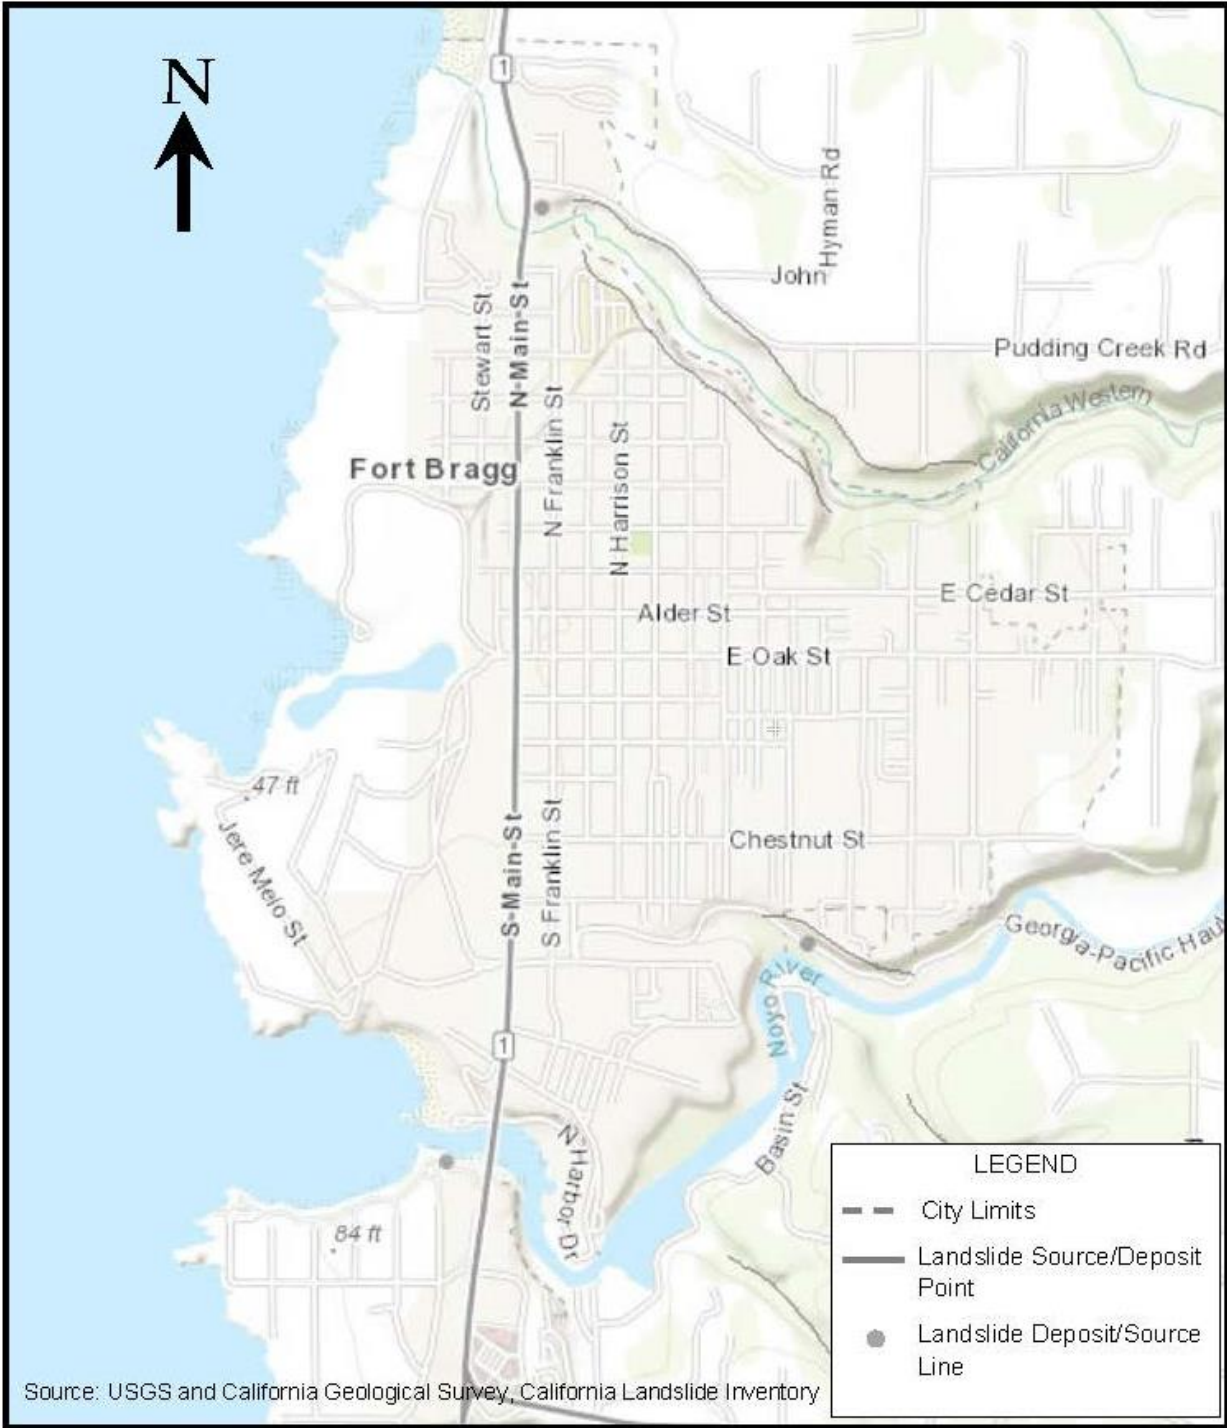 N
1
John
Hyman Rd
Pudding Creek Rd
California Western
Stewart St
N-Main-St
N Franklin St
N Harrison St
Fort Bragg
E Cedar St
Alder St
E Oak St
47 ft
Jere Melo St
S-Main-St
S Franklin St
Chestnut St
Georgia-Pacific Haul
Noyo River
1
Basin St
N-Harbor-Dr
84 ft
LEGEND
City Limits
Landslide Source/Deposit
Point
Landslide Deposit/Source
Line
Source: USGS and California Geological Survey, California Landslide Inventory